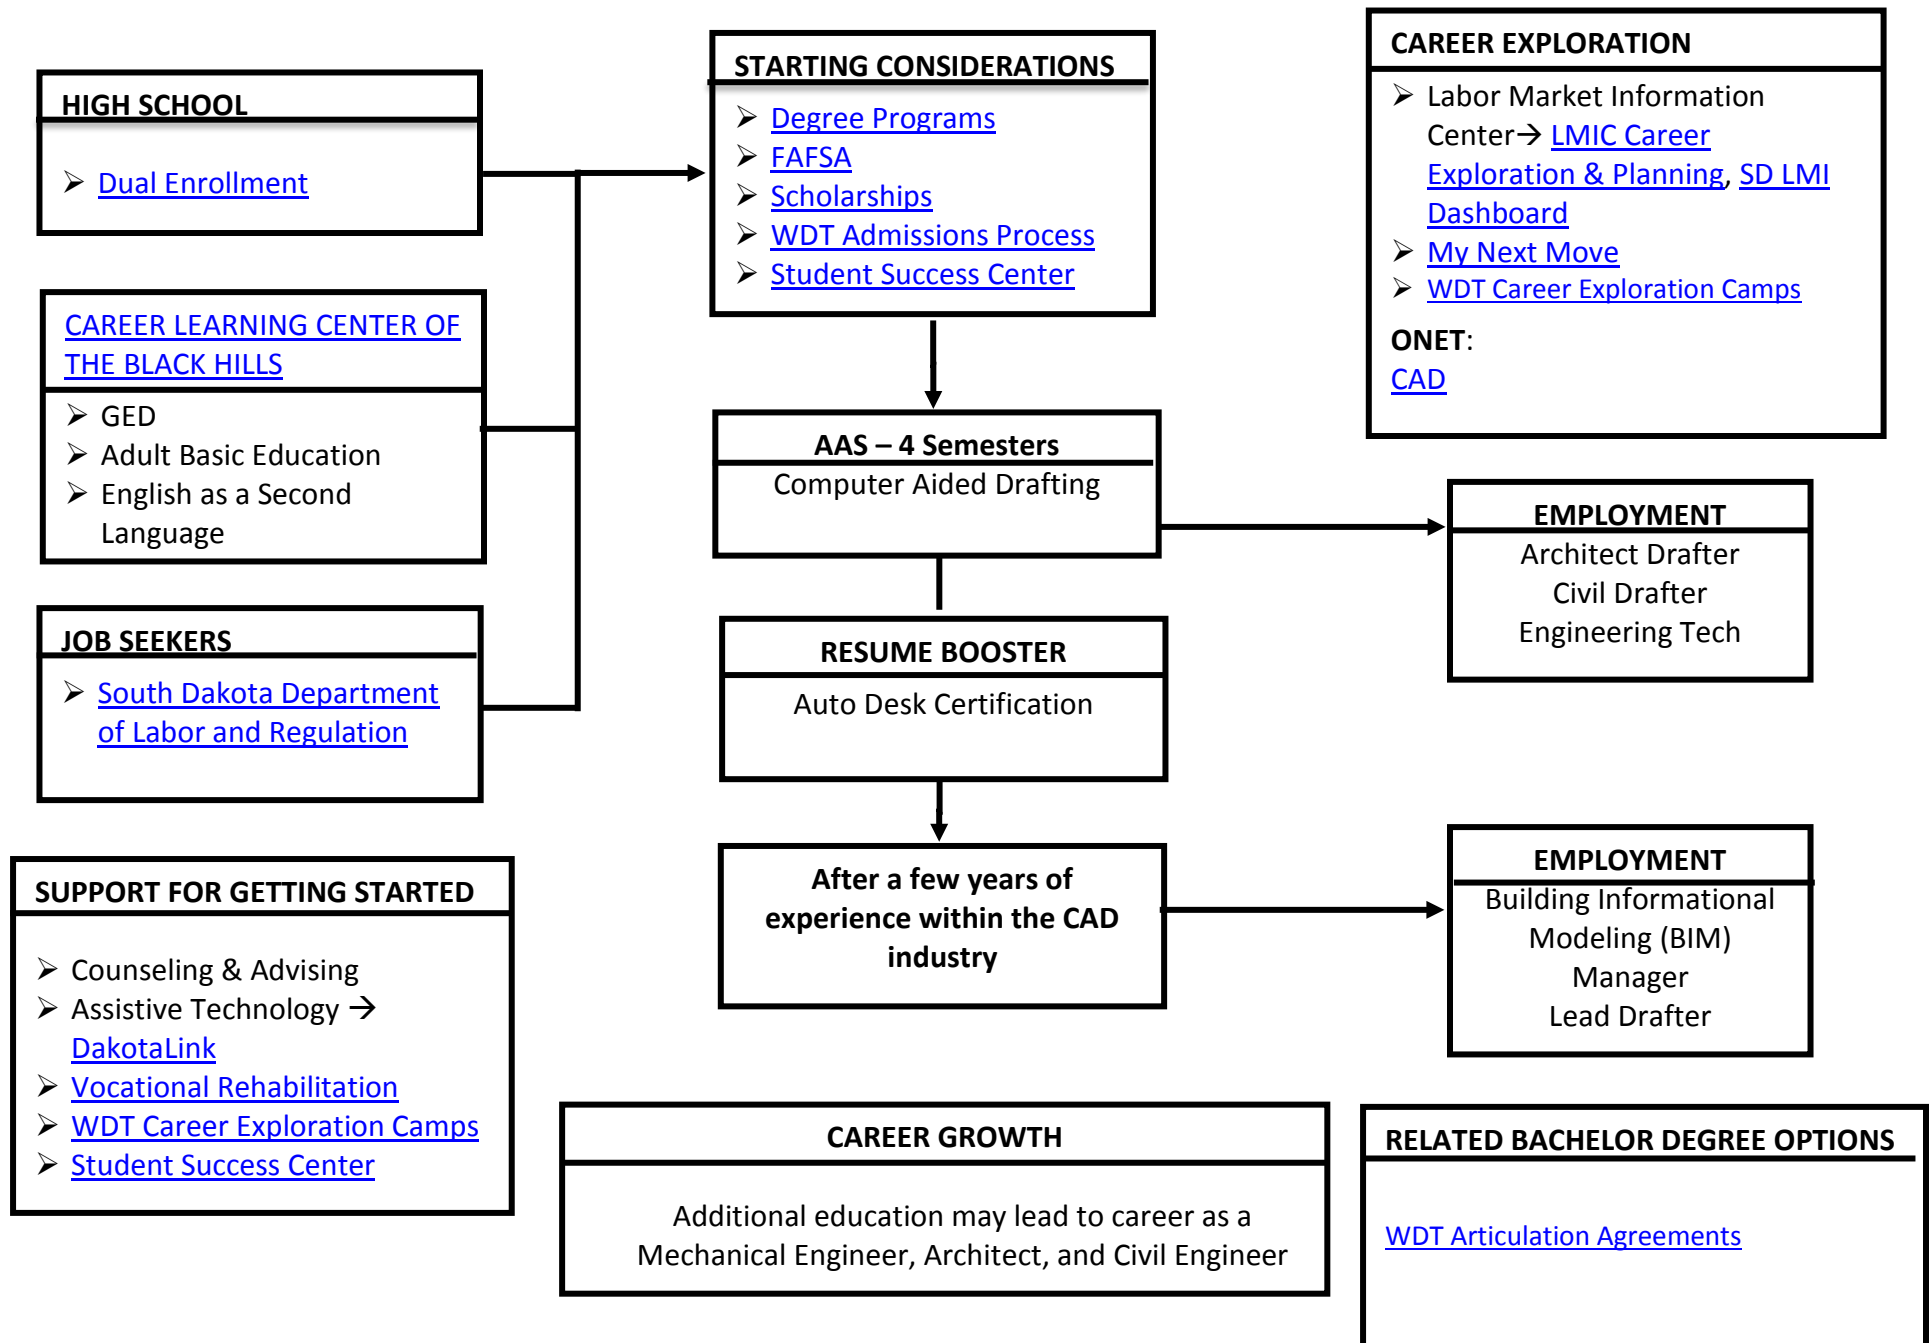 HIGH SCHOOL
➢ Dual Enrollment
CAREER LEARNING CENTER OF
THE BLACK HILLS
➢ GED
➢ Adult Basic Education
➢ English as a Second
Language
JOB SEEKERS
➢ South Dakota Department
of Labor and Regulation
SUPPORT FOR GETTING STARTED
➢ Counseling & Advising
➢ Assistive Technology →
DakotaLink
➢ Vocational Rehabilitation
➢ WDT Career Exploration Camps
➢ Student Success Center
STARTING CONSIDERATIONS
➢ Degree Programs
➢ FAFSA
➢ Scholarships
➢ WDT Admissions Process
➢ Student Success Center
AAS – 4 Semesters
Computer Aided Drafting
RESUME BOOSTER
Auto Desk Certification
After a few years of
experience within the CAD
industry
CAREER GROWTH
Additional education may lead to career as a
Mechanical Engineer, Architect, and Civil Engineer
CAREER EXPLORATION
➢ Labor Market Information
Center→ LMIC Career
Exploration & Planning, SD LMI
Dashboard
➢ My Next Move
➢ WDT Career Exploration Camps
ONET:
CAD
EMPLOYMENT
Architect Drafter
Civil Drafter
Engineering Tech
EMPLOYMENT
Building Informational
Modeling (BIM)
Manager
Lead Drafter
RELATED BACHELOR DEGREE OPTIONS
WDT Articulation Agreements